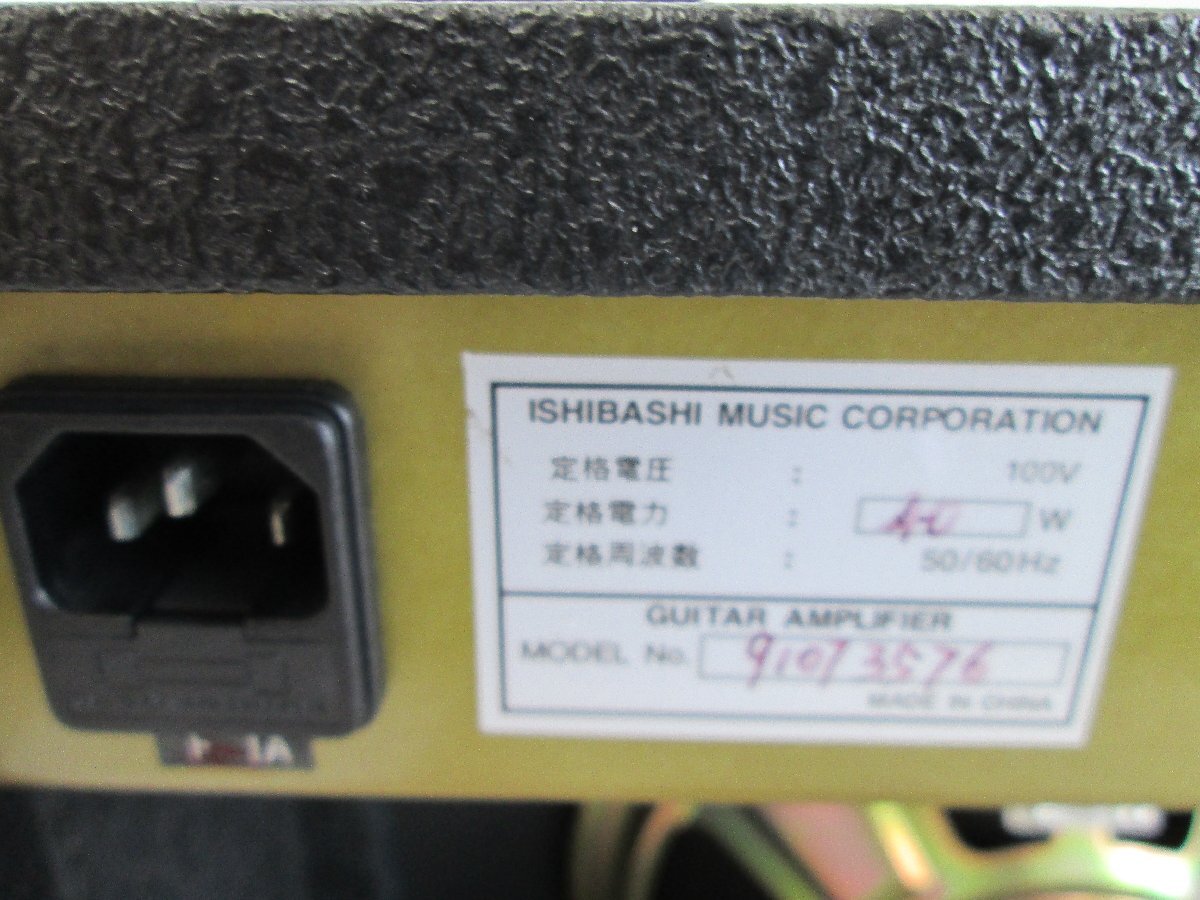 ISHIBASHI MUSIC CORPORATION
定格電圧 : 100V
定格電力 : W
定格周波数 : 50/60Hz
GUITAR AMPLIFIER
MODEL No. 91073576
MADE IN CHINA